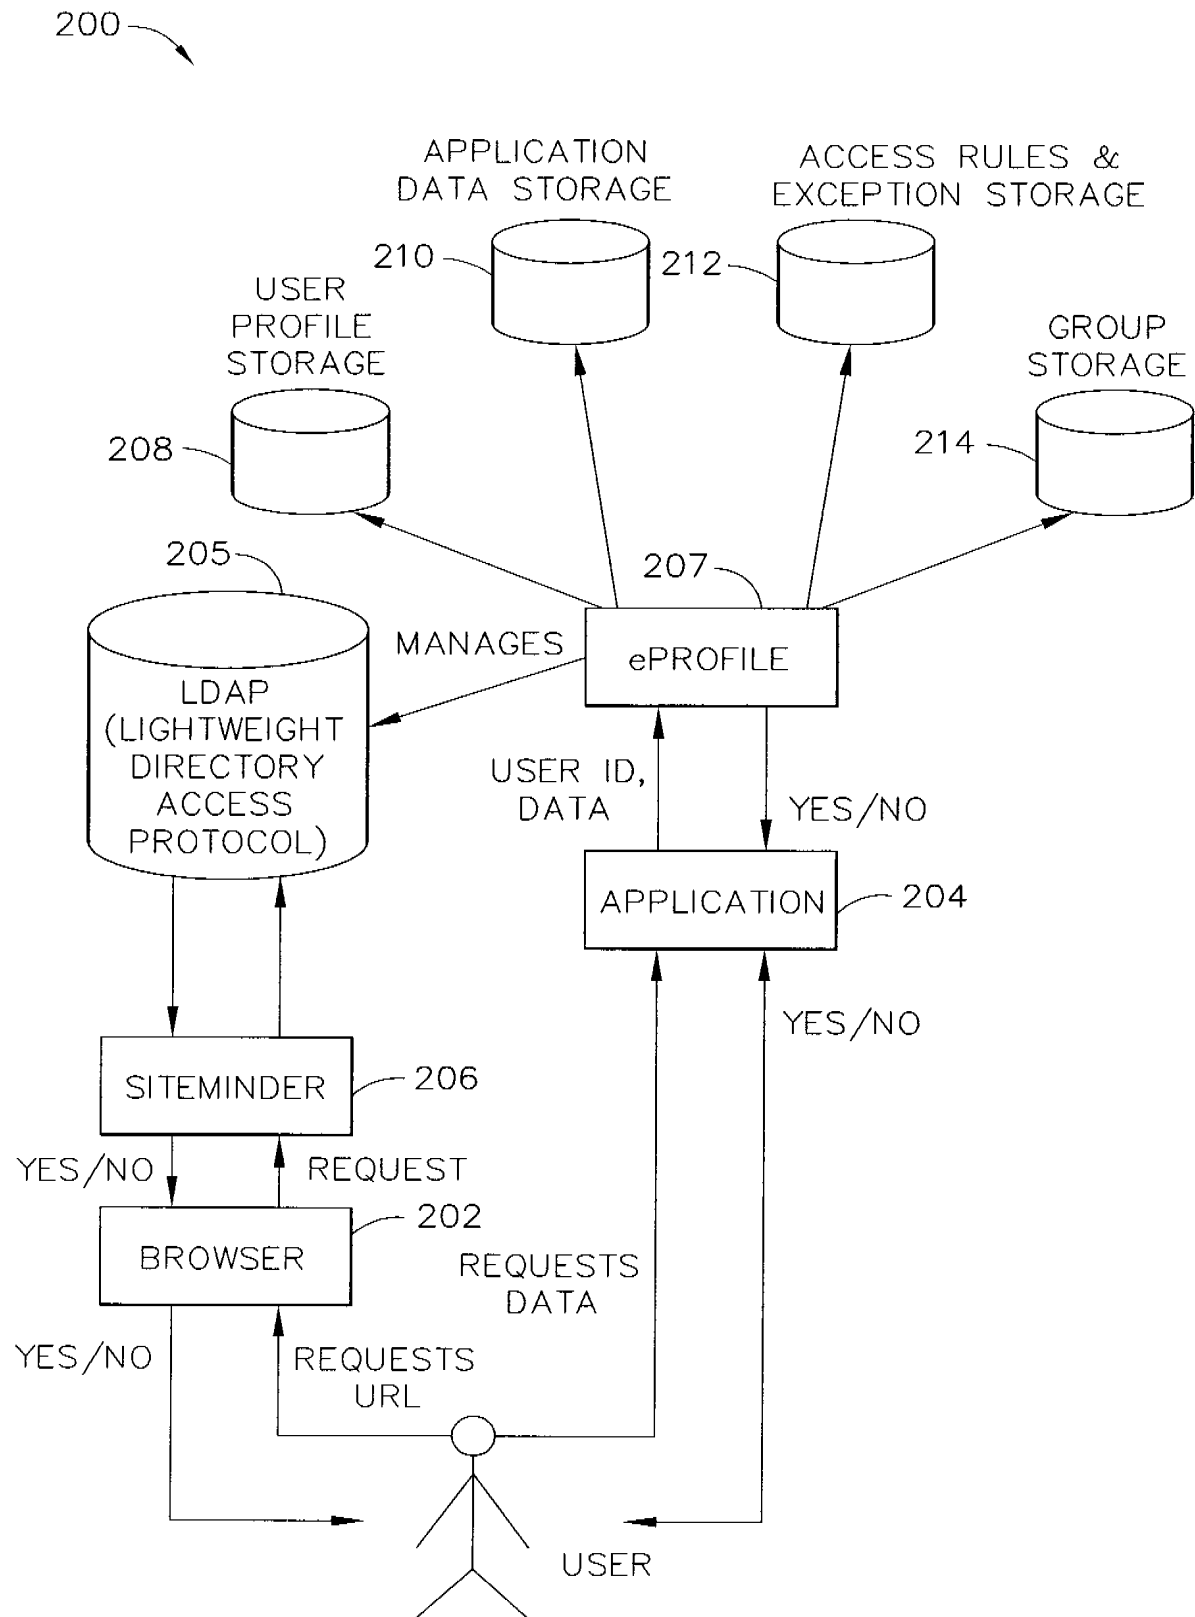 200
APPLICATION
DATA STORAGE
ACCESS RULES &
EXCEPTION STORAGE
210
212
USER
PROFILE
STORAGE
GROUP
STORAGE
208
214
205
207
MANAGES
ePROFILE
LDAP
(LIGHTWEIGHT
DIRECTORY
ACCESS
PROTOCOL)
USER ID,
DATA
YES/NO
APPLICATION
204
YES/NO
SITEMINDER
206
YES/NO
REQUEST
202
BROWSER
REQUESTS
DATA
YES/NO
REQUESTS
URL
USER